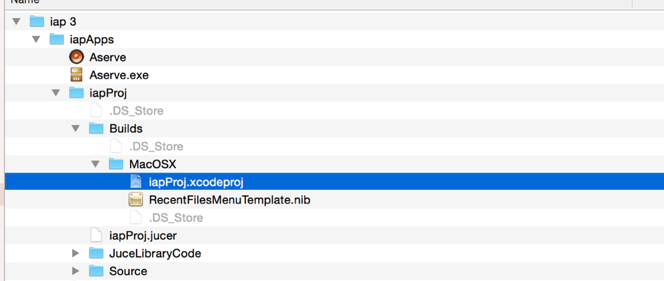 iap 3
iapApps
Aserve
Aserve.exe
iapProj
.DS_Store
Builds
.DS_Store
MacOSX
iapProj.xcodeproj
RecentFilesMenuTemplate.nib
.DS_Store
iapProj.jucer
JuceLibraryCode
Source